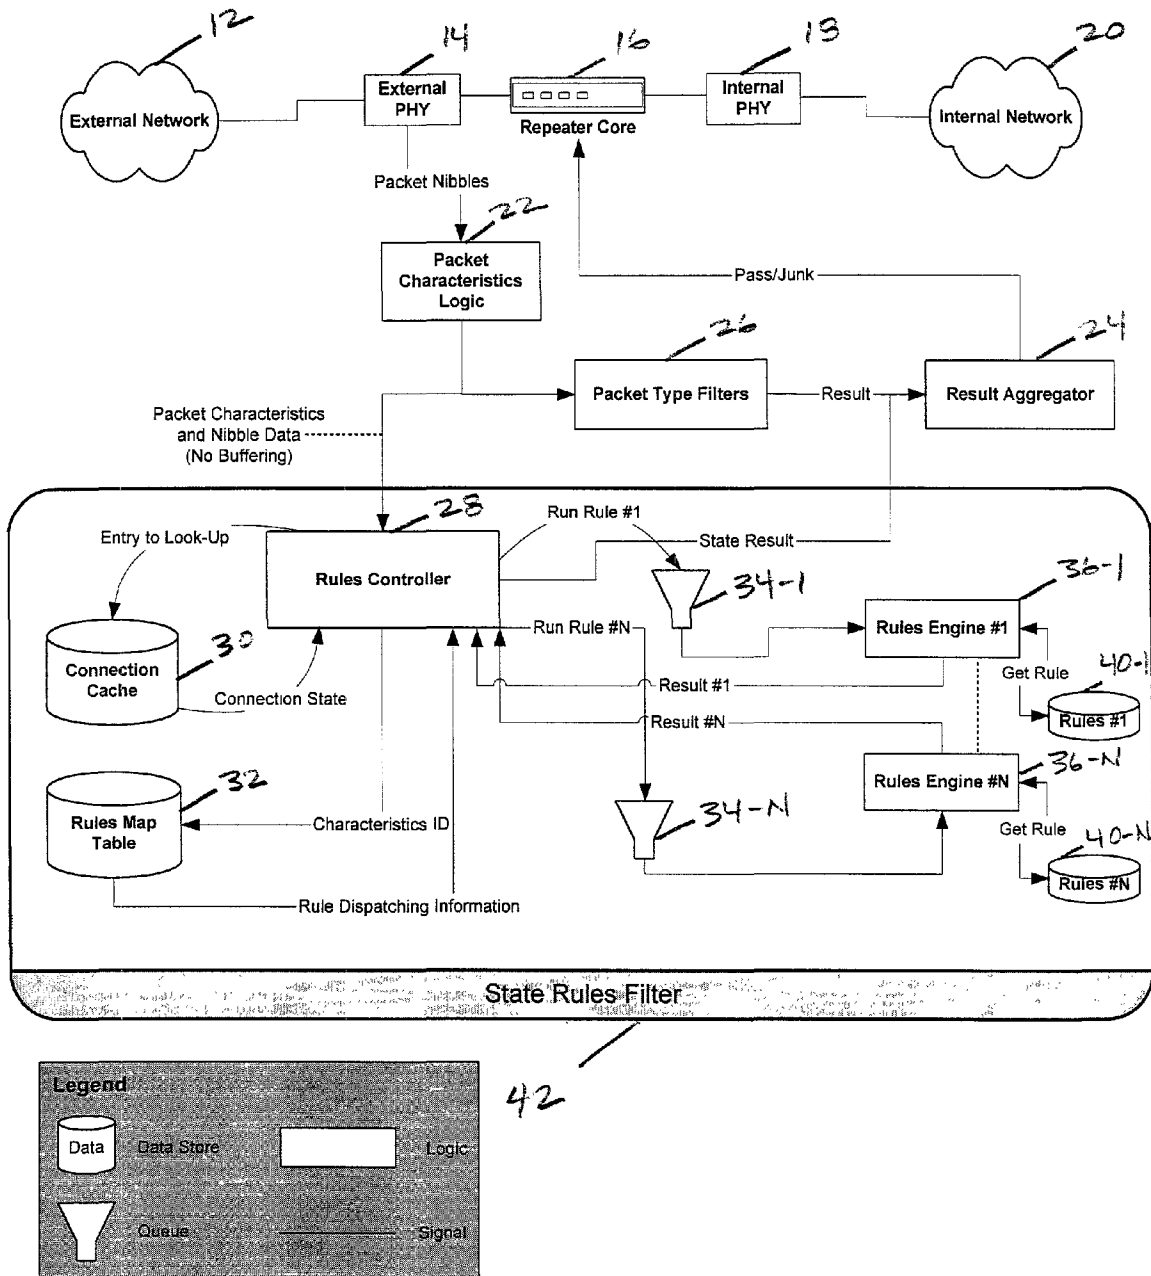 12
14
16
18
20
External Network
External
PHY
Repeater Core
Internal
PHY
Internal Network
Packet Nibbles
22
Packet
Characteristics
Logic
Pass/Junk
26
24
Packet Type Filters
Result
Result Aggregator
Packet Characteristics
and Nibble Data
(No Buffering)
28
Run Rule #1
Entry to Look-Up
State Result
Rules Controller
34-1
36-1
Rules Engine #1
Run Rule #N
30
Connection
Cache
Connection State
Get Rule
40-1
Result #1
Rules #1
Result #N
36-N
Rules Engine #N
32
Rules Map
Table
Characteristics ID
34-N
Get Rule
40-N
Rules #N
Rule Dispatching Information
State Rules Filter
42
Legend
Data
Data Store
Logic
Queue
Signal